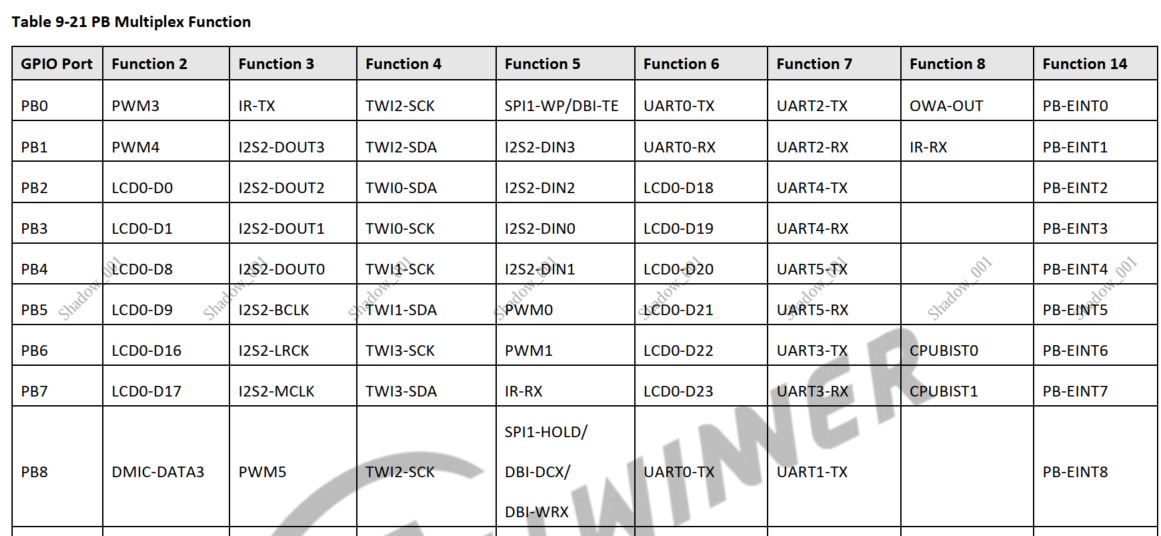 Table 9-21 PB Multiplex Function
GPIO Port Function 2 Function 3 Function 4 Function 5 Function 6 Function 7 Function 8 Function 14
PB0 PWM3 IR-TX TWI2-SCK SPI1-WP/DBI-TE UART0-TX UART2-TX OWA-OUT PB-EINT0
PB1 PWM4 I2S2-DOUT3 TWI2-SDA I2S2-DIN3 UART0-RX UART2-RX IR-RX PB-EINT1
PB2 LCD0-D0 I2S2-DOUT2 TWI0-SDA I2S2-DIN2 LCD0-D18 UART4-TX PB-EINT2
PB3 LCD0-D1 I2S2-DOUT1 TWI0-SCK I2S2-DIN0 LCD0-D19 UART4-RX PB-EINT3
PB4 LCD0-D8 I2S2-DOUT0 TWI1-SCK I2S2-DIN1 LCD0-D20 UART5-TX PB-EINT4
Shadow_001 Shadow_001 Shadow_001 Shadow_001 Shadow_001 Shadow_001 Shadow_001 Shadow_001
PB5 LCD0-D9 I2S2-BCLK TWI1-SDA PWM0 LCD0-D21 UART5-RX PB-EINT5
PB6 LCD0-D16 I2S2-LRCK TWI3-SCK PWM1 LCD0-D22 UART3-TX CPUBIST0 PB-EINT6
PB7 LCD0-D17 I2S2-MCLK TWI3-SDA IR-RX LCD0-D23 UART3-RX CPUBIST1 PB-EINT7
PB8 DMIC-DATA3 PWM5 TWI2-SCK SPI1-HOLD/
DBI-DCX/
DBI-WRX UART0-TX UART1-TX PB-EINT8